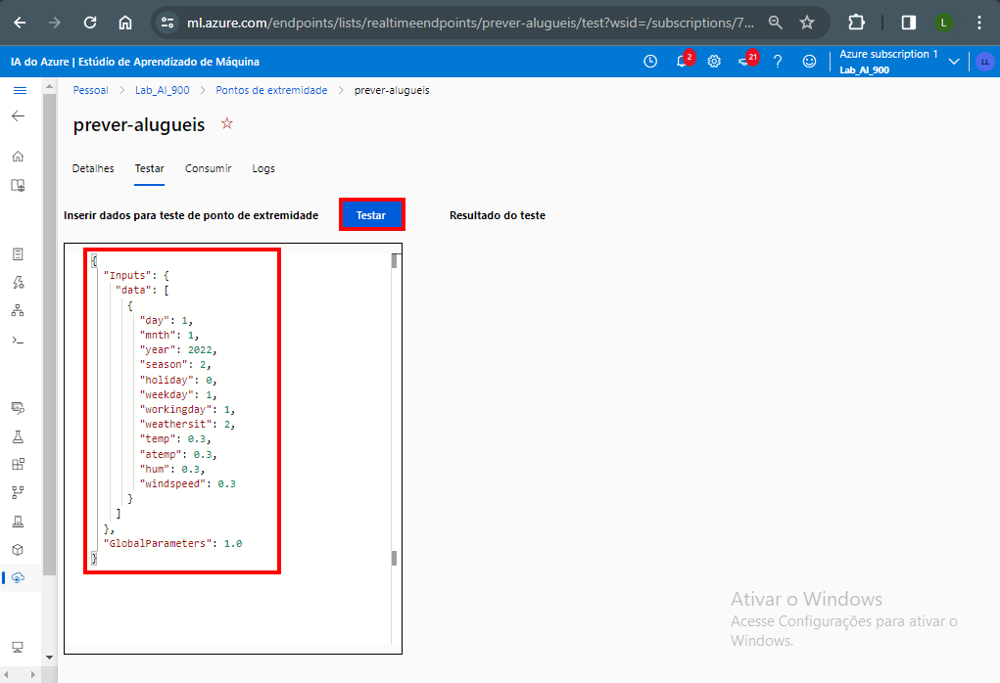 ml.azure.com/endpoints/lists/realtimeendpoints/prever-alugueis/test?wsid=/subscriptions/7...
L
IA do Azure | Estúdio de Aprendizado de Máquina
2
21
?
Azure subscription 1
Lab_AI_900
LL
Pessoal > Lab_AI_900 > Pontos de extremidade > prever-alugueis
prever-alugueis
Detalhes Testar Consumir Logs
Inserir dados para teste de ponto de extremidade
Testar
Resultado do teste
{
"Inputs": {
"data": [
{
"day": 1,
"mnth": 1,
"year": 2022,
"season": 2,
"holiday": 0,
"weekday": 1,
"workingday": 1,
"weathersit": 2,
"temp": 0.3,
"atemp": 0.3,
"hum": 0.3,
"windspeed": 0.3
}
]
},
"GlobalParameters": 1.0
}
Ativar o Windows
Acesse Configurações para ativar o
Windows.